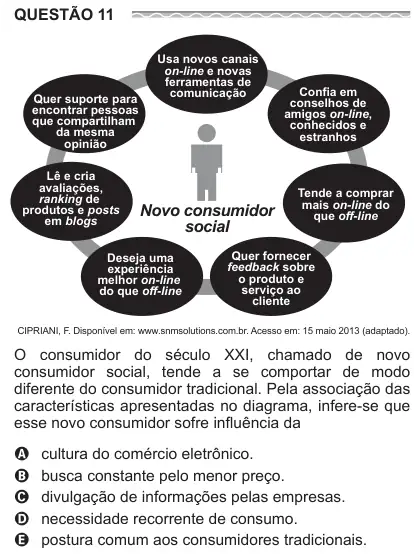 QUESTÃO 11
Usa novos canais
on-line e novas
ferramentas de
comunicação
Confia em
conselhos de
amigos on-line,
conhecidos e
estranhos
Tende a comprar
mais on-line do
que off-line
Quer fornecer
feedback sobre
o produto e
serviço ao
cliente
Deseja uma
experiência
melhor on-line
do que off-line
Lê e cria
avaliações,
ranking de
produtos e posts
em blogs
Quer suporte para
encontrar pessoas
que compartilham
da mesma
opinião
Novo consumidor
social
CIPRIANI, F. Disponível em: www.snmsolutions.com.br. Acesso em: 15 maio 2013 (adaptado).
O consumidor do século XXI, chamado de novo
consumidor social, tende a se comportar de modo
diferente do consumidor tradicional. Pela associação das
características apresentadas no diagrama, infere-se que
esse novo consumidor sofre influência da
A cultura do comércio eletrônico.
B busca constante pelo menor preço.
C divulgação de informações pelas empresas.
D necessidade recorrente de consumo.
E postura comum aos consumidores tradicionais.